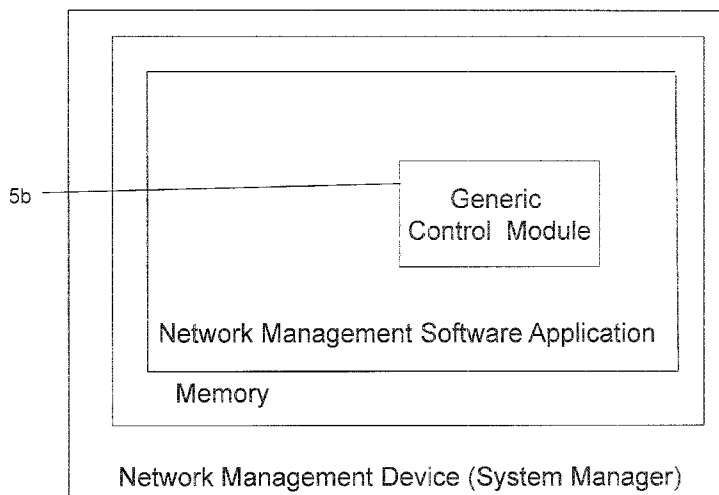 5b
Generic
Control Module
Network Management Software Application
Memory
Network Management Device (System Manager)